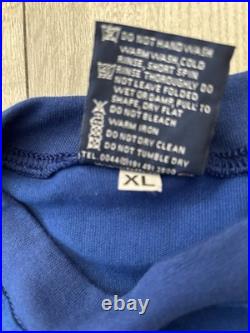 DO NOT HAND WASH
WARM WASH, COLD
RINSE, SHORT SPIN
RINSE THOROUGHLY DO
NOT LEAVE FOLDED
WET OR DAMP PULL TO
SHAPE, DRY FLAT
DO NOT BLEACH
WARM IRON
DO NOT DRY CLEAN
DO NOT TUMBLE DRY
TEL. 0044
XL